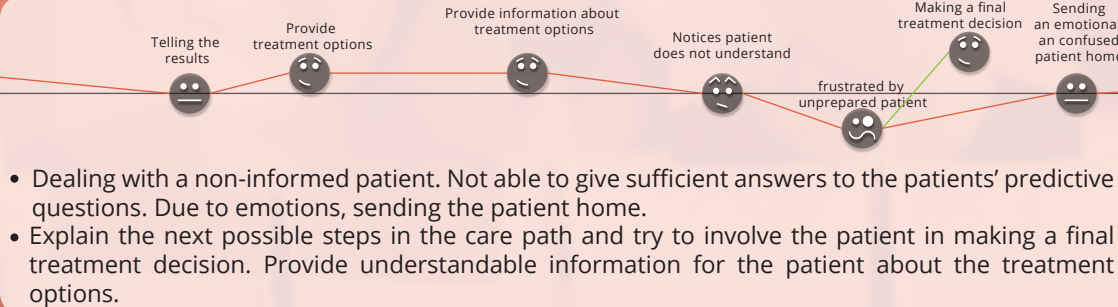 Telling the
results
Provide
treatment options
Provide information about
treatment options
Notices patient
does not understand
frustrated by
unprepared patient
Making a final
treatment decision
Sending
an emotional
an confused
patient home
• Dealing with a non-informed patient. Not able to give sufficient answers to the patients' predictive
questions. Due to emotions, sending the patient home.
• Explain the next possible steps in the care path and try to involve the patient in making a final
treatment decision. Provide understandable information for the patient about the treatment
options.